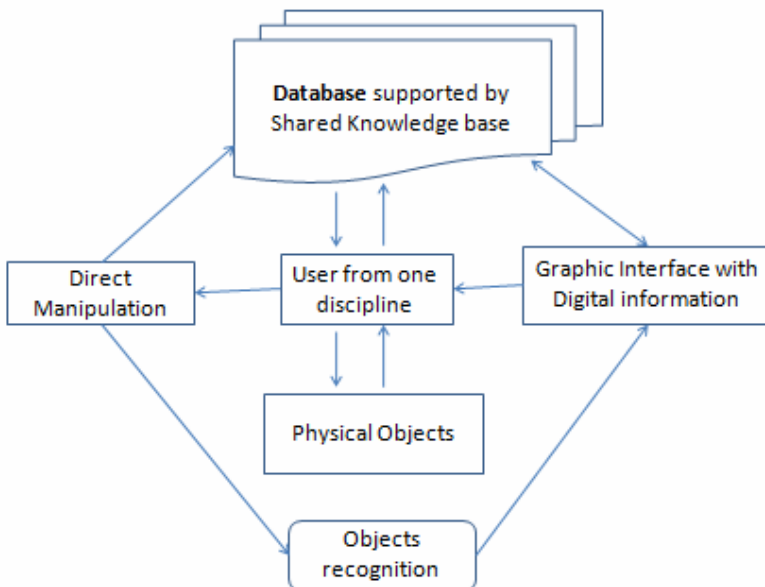 Database supported by
Shared Knowledge base
Direct
Manipulation
User from one
discipline
Graphic Interface with
Digital information
Physical Objects
Objects
recognition